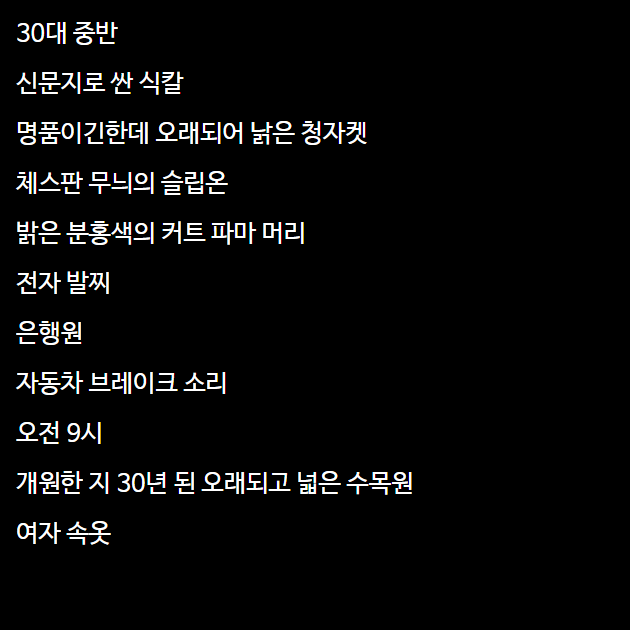 30대 중반
신문지로 싼 식칼
명품이긴한데 오래되어 낡은 청자켓
체스판 무늬의 슬립온
밝은 분홍색의 커트 파마 머리
전자 발찌
은행원
자동차 브레이크 소리
오전 9시
개원한 지 30년 된 오래되고 넓은 수목원
여자 속옷